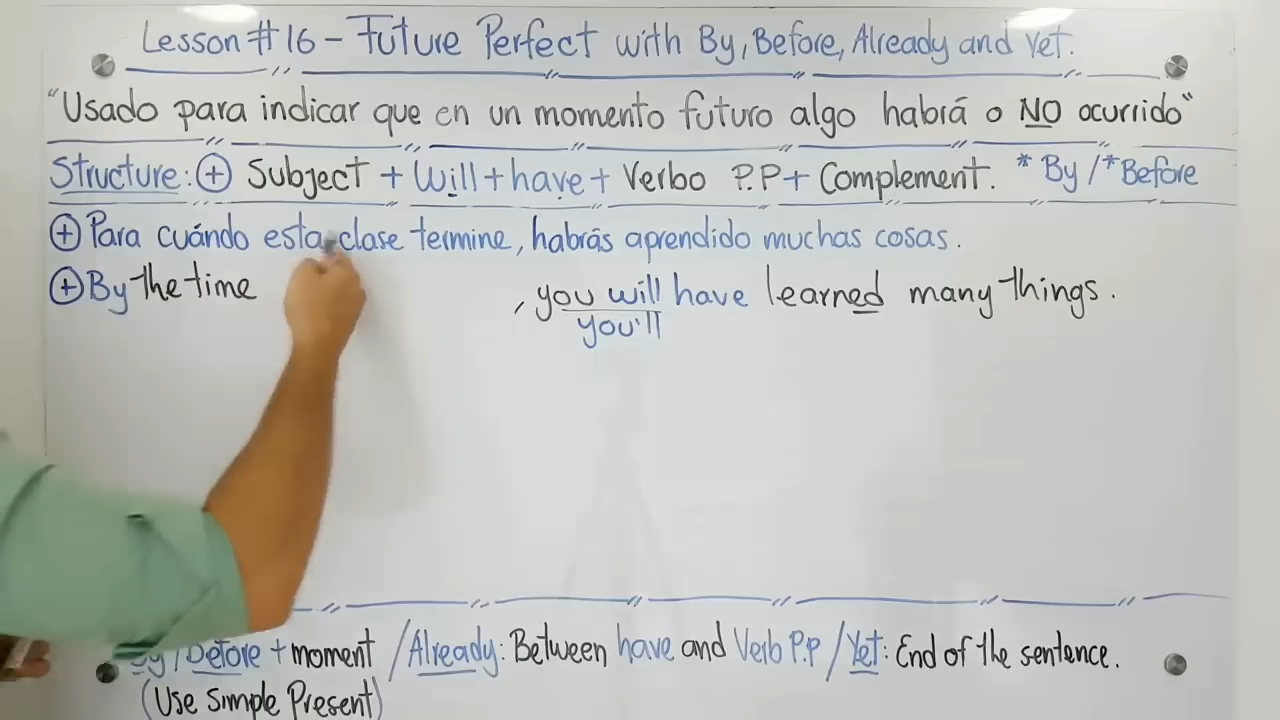 Lesson #16 - Future Perfect with By, Before, Already and Yet.
"Usado para indicar que en un momento futuro algo habrá o NO ocurrido"
Structure: + Subject + Will + have + Verbo P.P + Complement. * By / * Before
+ Para cuándo esta clase termine, habrás aprendido muchas cosas.
+ By the time , you will have learned many things.
you'll
By / Before + moment / Already: Between have and Verb P.p / Yet: End of the sentence.
(Use Simple Present)